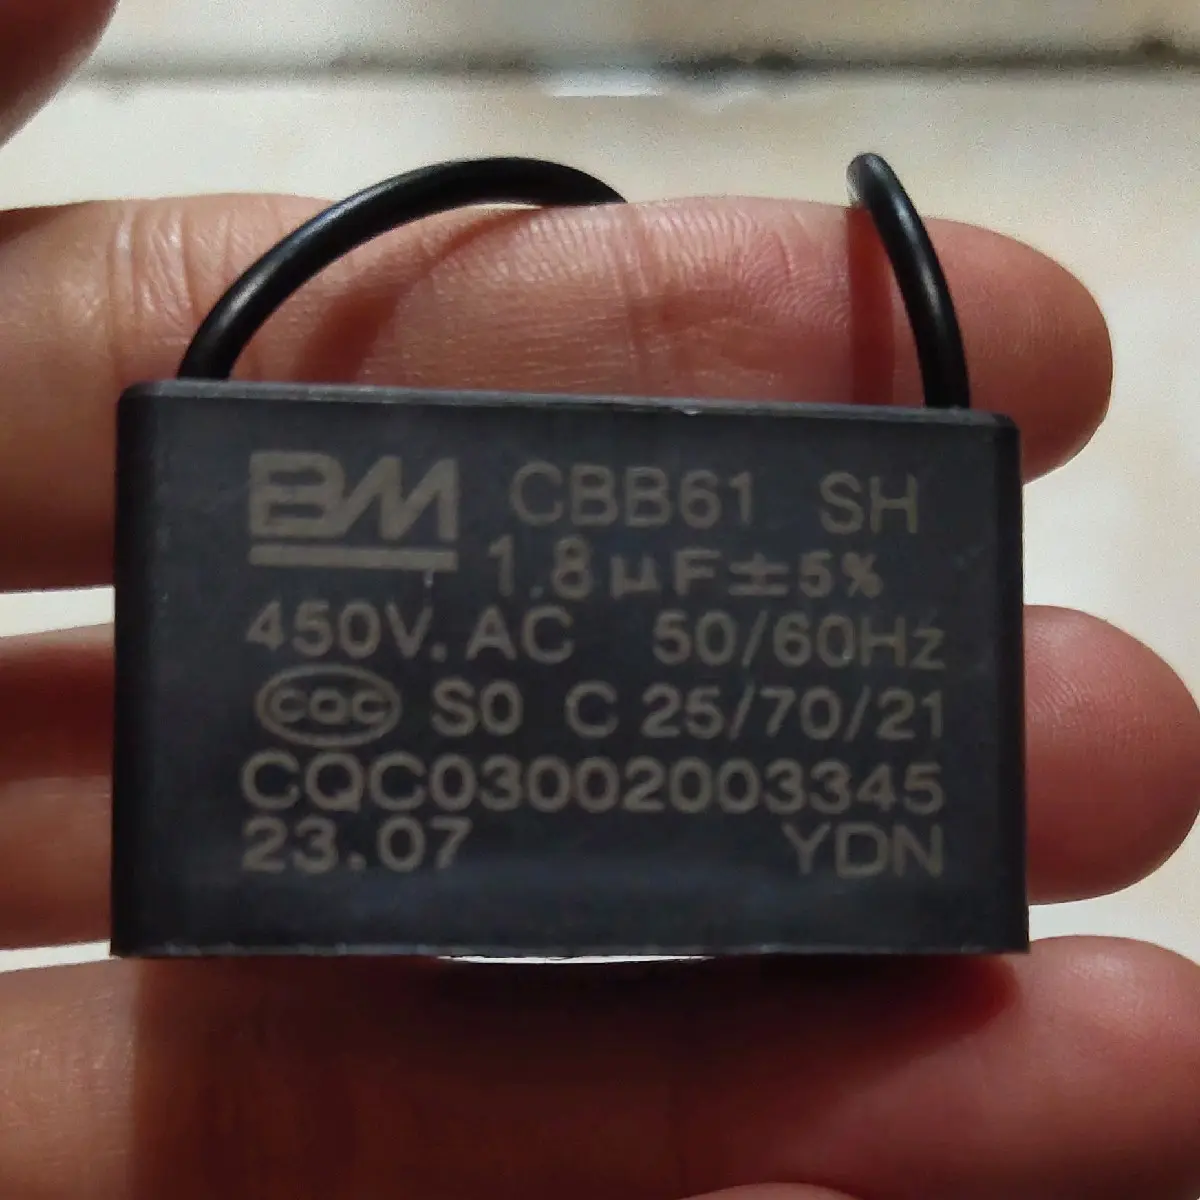 BM CBB61 SH
1.8μF±5%
450V.AC 50/60Hz
CQC S0 C 25/70/21
CQC03002003345
23.07 YDN